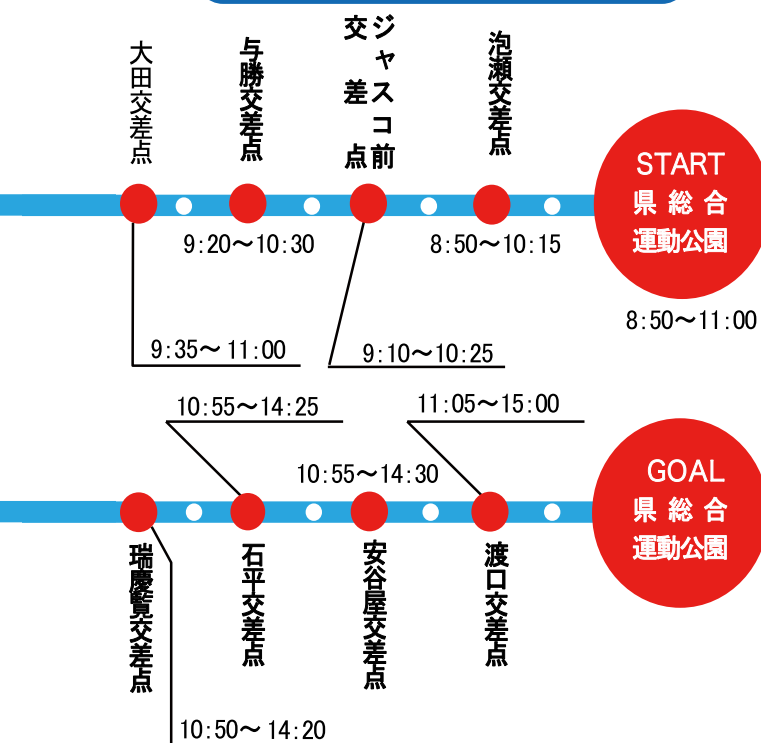 大田交差点
与勝交差点
ジャスコ前
交差点
泡瀬交差点
START
県総合
運動公園
9:20～10:30
8:50～10:15
8:50～11:00
9:35～11:00
9:10～10:25
10:55～14:25
11:05～15:00
10:55～14:30
GOAL
県総合
運動公園
瑞慶覧交差点
石平交差点
安谷屋交差点
渡口交差点
10:50～14:20